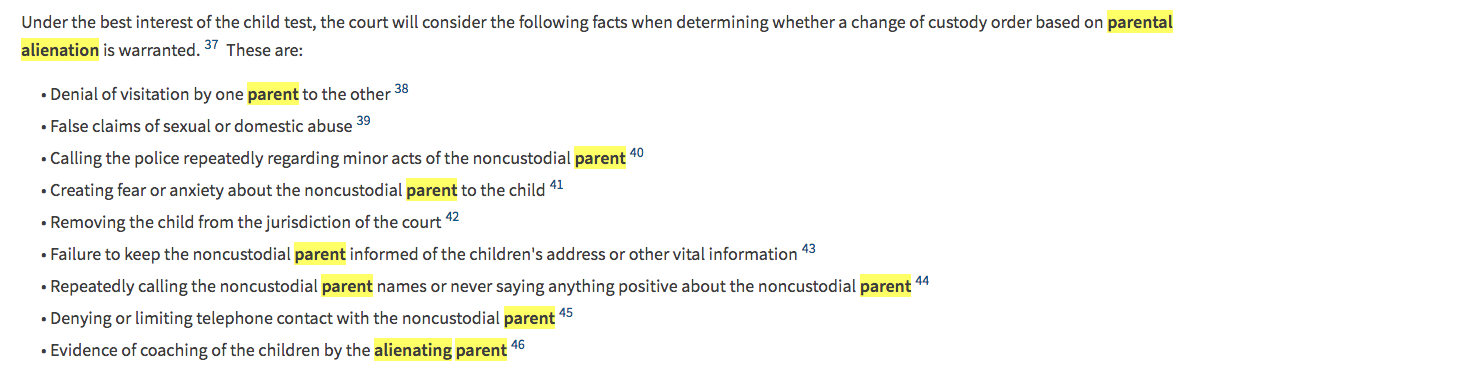 Under the best interest of the child test, the court will consider the following facts when determining whether a change of custody order based on parental
alienation is warranted. 37 These are:
• Denial of visitation by one parent to the other 38
• False claims of sexual or domestic abuse 39
• Calling the police repeatedly regarding minor acts of the noncustodial parent 40
• Creating fear or anxiety about the noncustodial parent to the child 41
• Removing the child from the jurisdiction of the court 42
• Failure to keep the noncustodial parent informed of the children's address or other vital information 43
• Repeatedly calling the noncustodial parent names or never saying anything positive about the noncustodial parent 44
• Denying or limiting telephone contact with the noncustodial parent 45
• Evidence of coaching of the children by the alienating parent 46